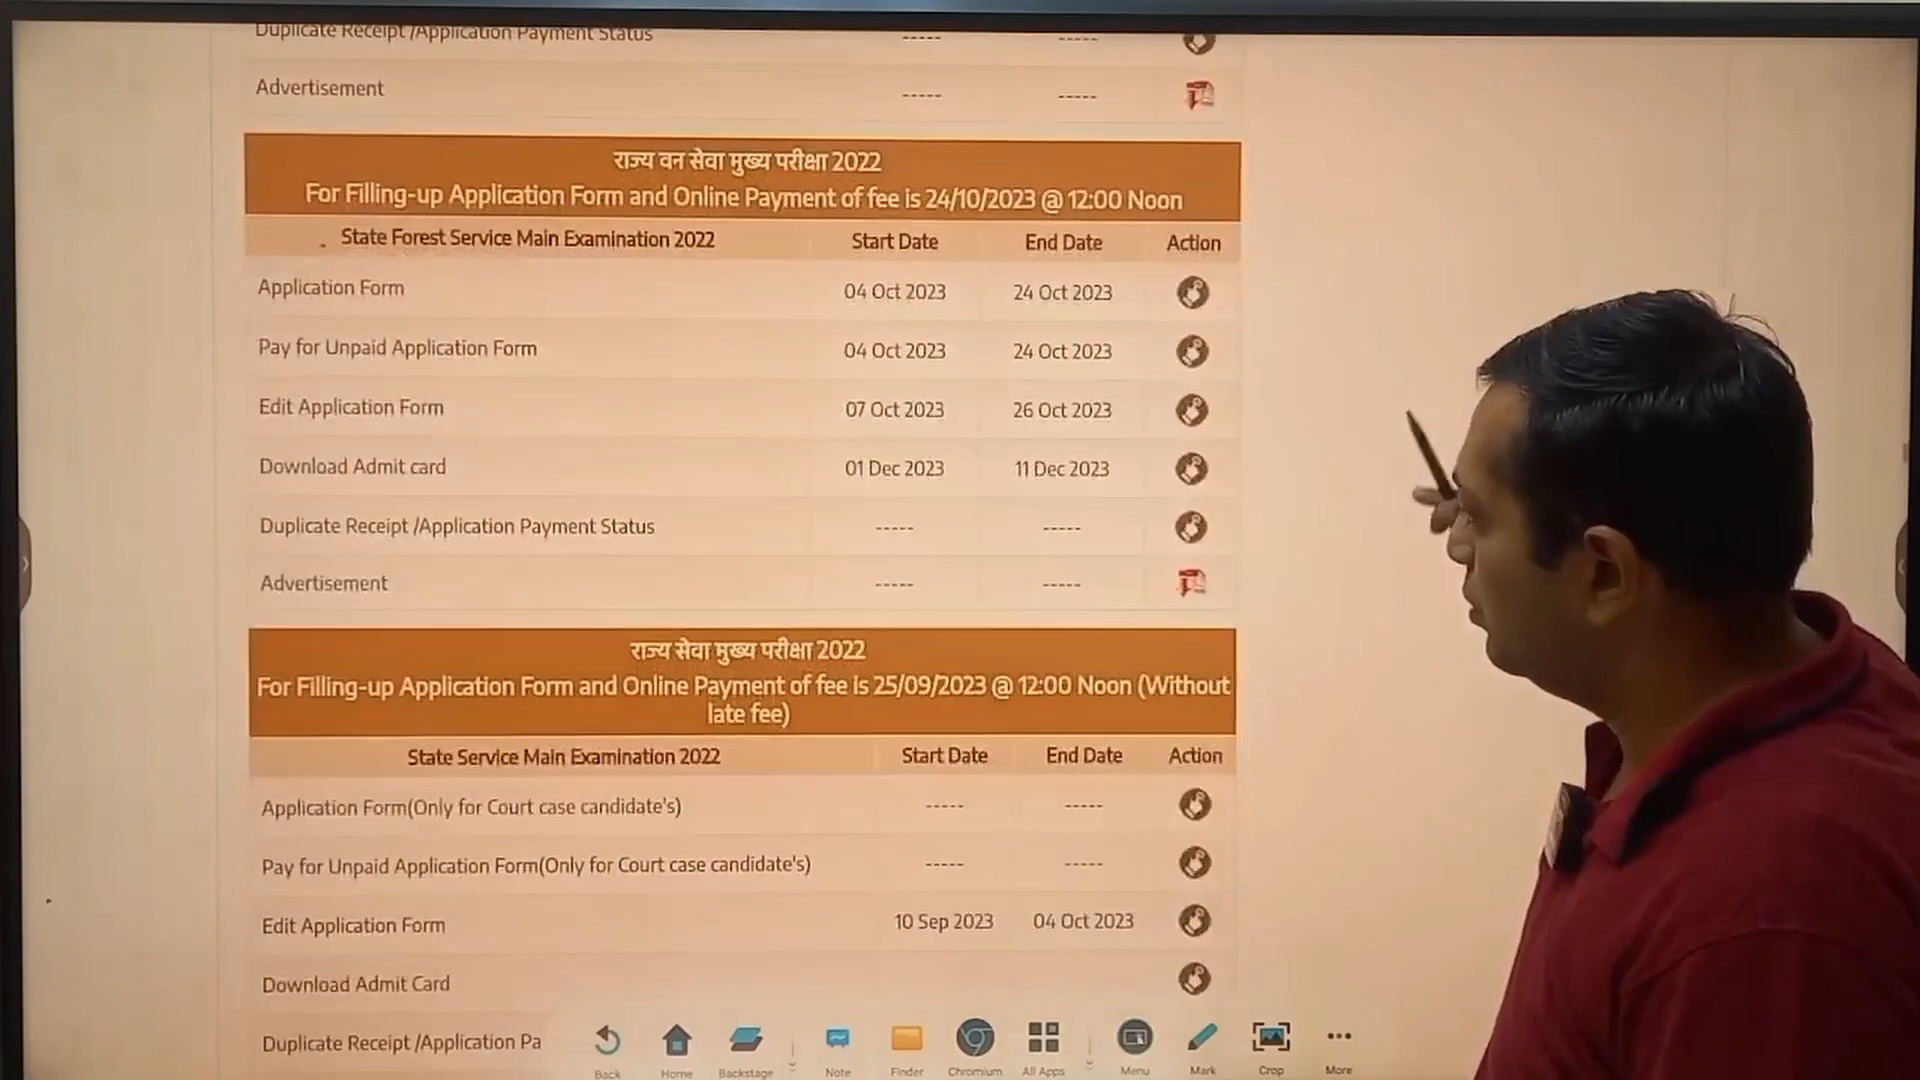 Duplicate Receipt /Application Payment Status ----- -----
Advertisement ----- -----
राज्य वन सेवा मुख्य परीक्षा 2022
For Filling-up Application Form and Online Payment of fee is 24/10/2023 @ 12:00 Noon
State Forest Service Main Examination 2022 Start Date End Date Action
Application Form 04 Oct 2023 24 Oct 2023
Pay for Unpaid Application Form 04 Oct 2023 24 Oct 2023
Edit Application Form 07 Oct 2023 26 Oct 2023
Download Admit card 01 Dec 2023 11 Dec 2023
Duplicate Receipt /Application Payment Status ----- -----
Advertisement ----- -----
राज्य सेवा मुख्य परीक्षा 2022
For Filling-up Application Form and Online Payment of fee is 25/09/2023 @ 12:00 Noon (Without
late fee)
State Service Main Examination 2022 Start Date End Date Action
Application Form(Only for Court case candidate's) ----- -----
Pay for Unpaid Application Form(Only for Court case candidate's) ----- -----
Edit Application Form 10 Sep 2023 04 Oct 2023
Download Admit Card
Duplicate Receipt /Application Pa
Back Home Backstage Note Finder Chromium All Apps Menu Mark Crop More